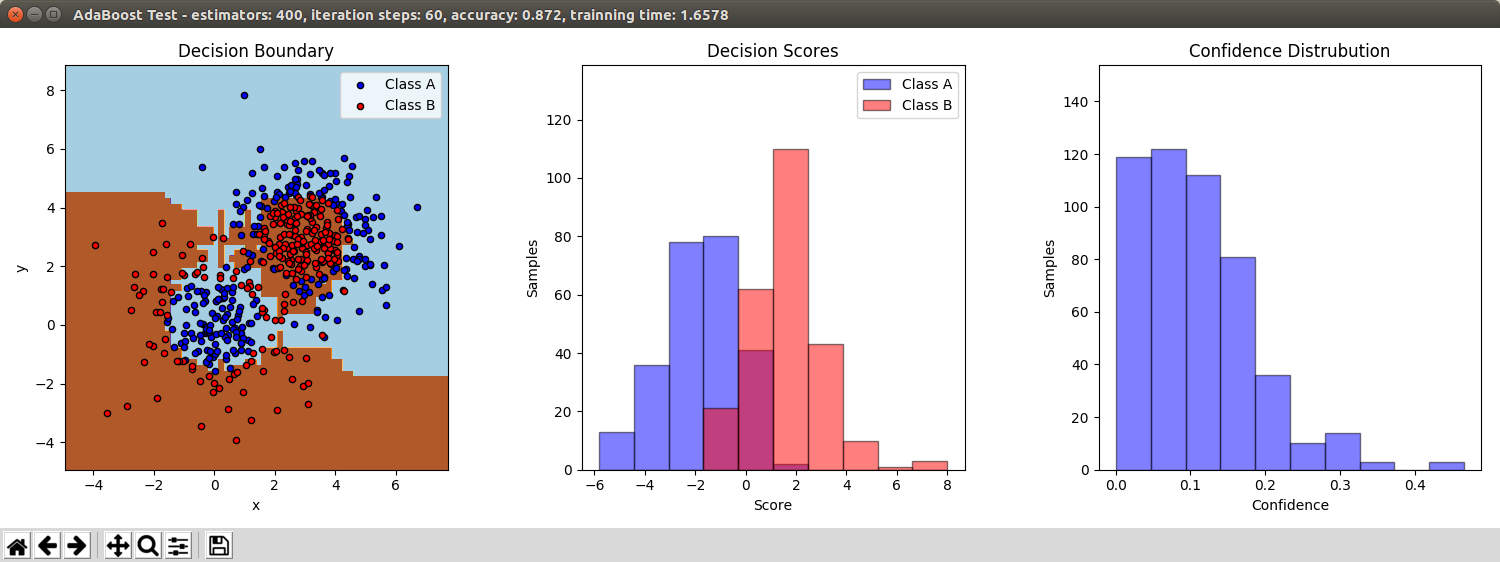 AdaBoost Test - estimators: 400, iteration steps: 60, accuracy: 0.872, trainning time: 1.6578
Decision Boundary
Class A
Class B
8
6
4
2
0
−2
−4
y
−4 −2 0 2 4 6
x
Decision Scores
Class A
Class B
120
100
80
60
40
20
0
Samples
−6 −4 −2 0 2 4 6 8
Score
Confidence Distrubution
140
120
100
80
60
40
20
0
Samples
0.0 0.1 0.2 0.3 0.4
Confidence